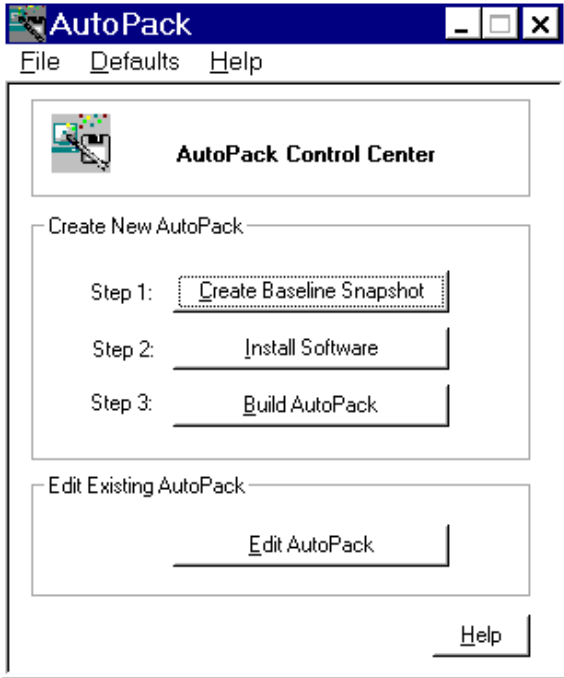 AutoPack
File Defaults Help
AutoPack Control Center
Create New AutoPack
Step 1: Create Baseline Snapshot
Step 2: Install Software
Step 3: Build AutoPack
Edit Existing AutoPack
Edit AutoPack
Help